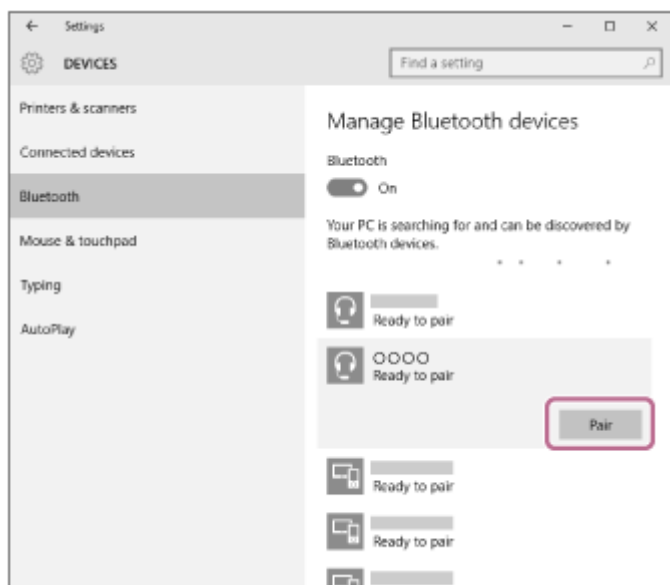 Settings
DEVICES
Find a setting
Printers & scanners
Connected devices
Bluetooth
Mouse & touchpad
Typing
AutoPlay
Manage Bluetooth devices
Bluetooth
On
Your PC is searching for and can be discovered by
Bluetooth devices.
Ready to pair
OOOO
Ready to pair
Pair
Ready to pair
Ready to pair